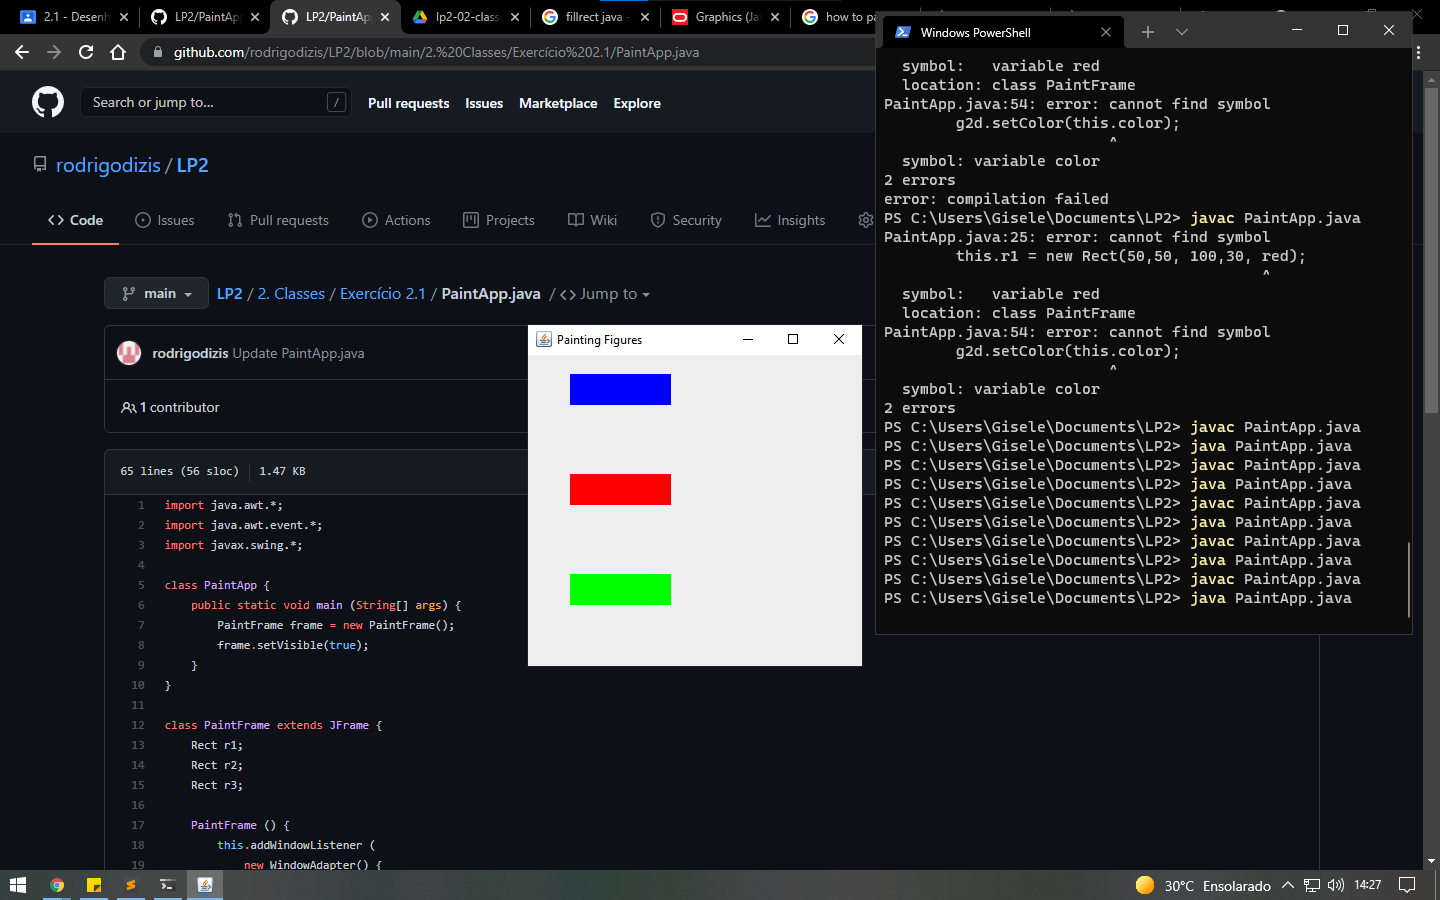 2.1 - Desenh
LP2/PaintAp
LP2/PaintAp
lp2-02-class
fillrect java -
Graphics (Ja
how to pa
github.com/rodrigodizis/LP2/blob/main/2.%20Classes/Exercício%202.1/PaintApp.java
Search or jump to...
/
Pull requests
Issues
Marketplace
Explore
rodrigodizis / LP2
Code
Issues
Pull requests
Actions
Projects
Wiki
Security
Insights
main
LP2 / 2. Classes / Exercício 2.1 / PaintApp.java / <> Jump to
rodrigodizis Update PaintApp.java
1 contributor
65 lines (56 sloc)
1.47 KB
1 import java.awt.*;
2 import java.awt.event.*;
3 import javax.swing.*;
4
5 class PaintApp {
6 public static void main (String[] args) {
7 PaintFrame frame = new PaintFrame();
8 frame.setVisible(true);
9 }
10 }
11
12 class PaintFrame extends JFrame {
13 Rect r1;
14 Rect r2;
15 Rect r3;
16
17 PaintFrame () {
18 this.addWindowListener (
19 new WindowAdapter() {
Painting Figures
Windows PowerShell
symbol:   variable red
location: class PaintFrame
PaintApp.java:54: error: cannot find symbol
g2d.setColor(this.color);
^
symbol: variable color
2 errors
error: compilation failed
PS C:\Users\Gisele\Documents\LP2> javac PaintApp.java
PaintApp.java:25: error: cannot find symbol
this.r1 = new Rect(50,50, 100,30, red);
^
symbol:   variable red
location: class PaintFrame
PaintApp.java:54: error: cannot find symbol
g2d.setColor(this.color);
^
symbol: variable color
2 errors
PS C:\Users\Gisele\Documents\LP2> javac PaintApp.java
PS C:\Users\Gisele\Documents\LP2> java PaintApp.java
PS C:\Users\Gisele\Documents\LP2> javac PaintApp.java
PS C:\Users\Gisele\Documents\LP2> java PaintApp.java
PS C:\Users\Gisele\Documents\LP2> javac PaintApp.java
PS C:\Users\Gisele\Documents\LP2> java PaintApp.java
PS C:\Users\Gisele\Documents\LP2> javac PaintApp.java
PS C:\Users\Gisele\Documents\LP2> java PaintApp.java
PS C:\Users\Gisele\Documents\LP2> javac PaintApp.java
PS C:\Users\Gisele\Documents\LP2> java PaintApp.java
30°C Ensolarado
14:27